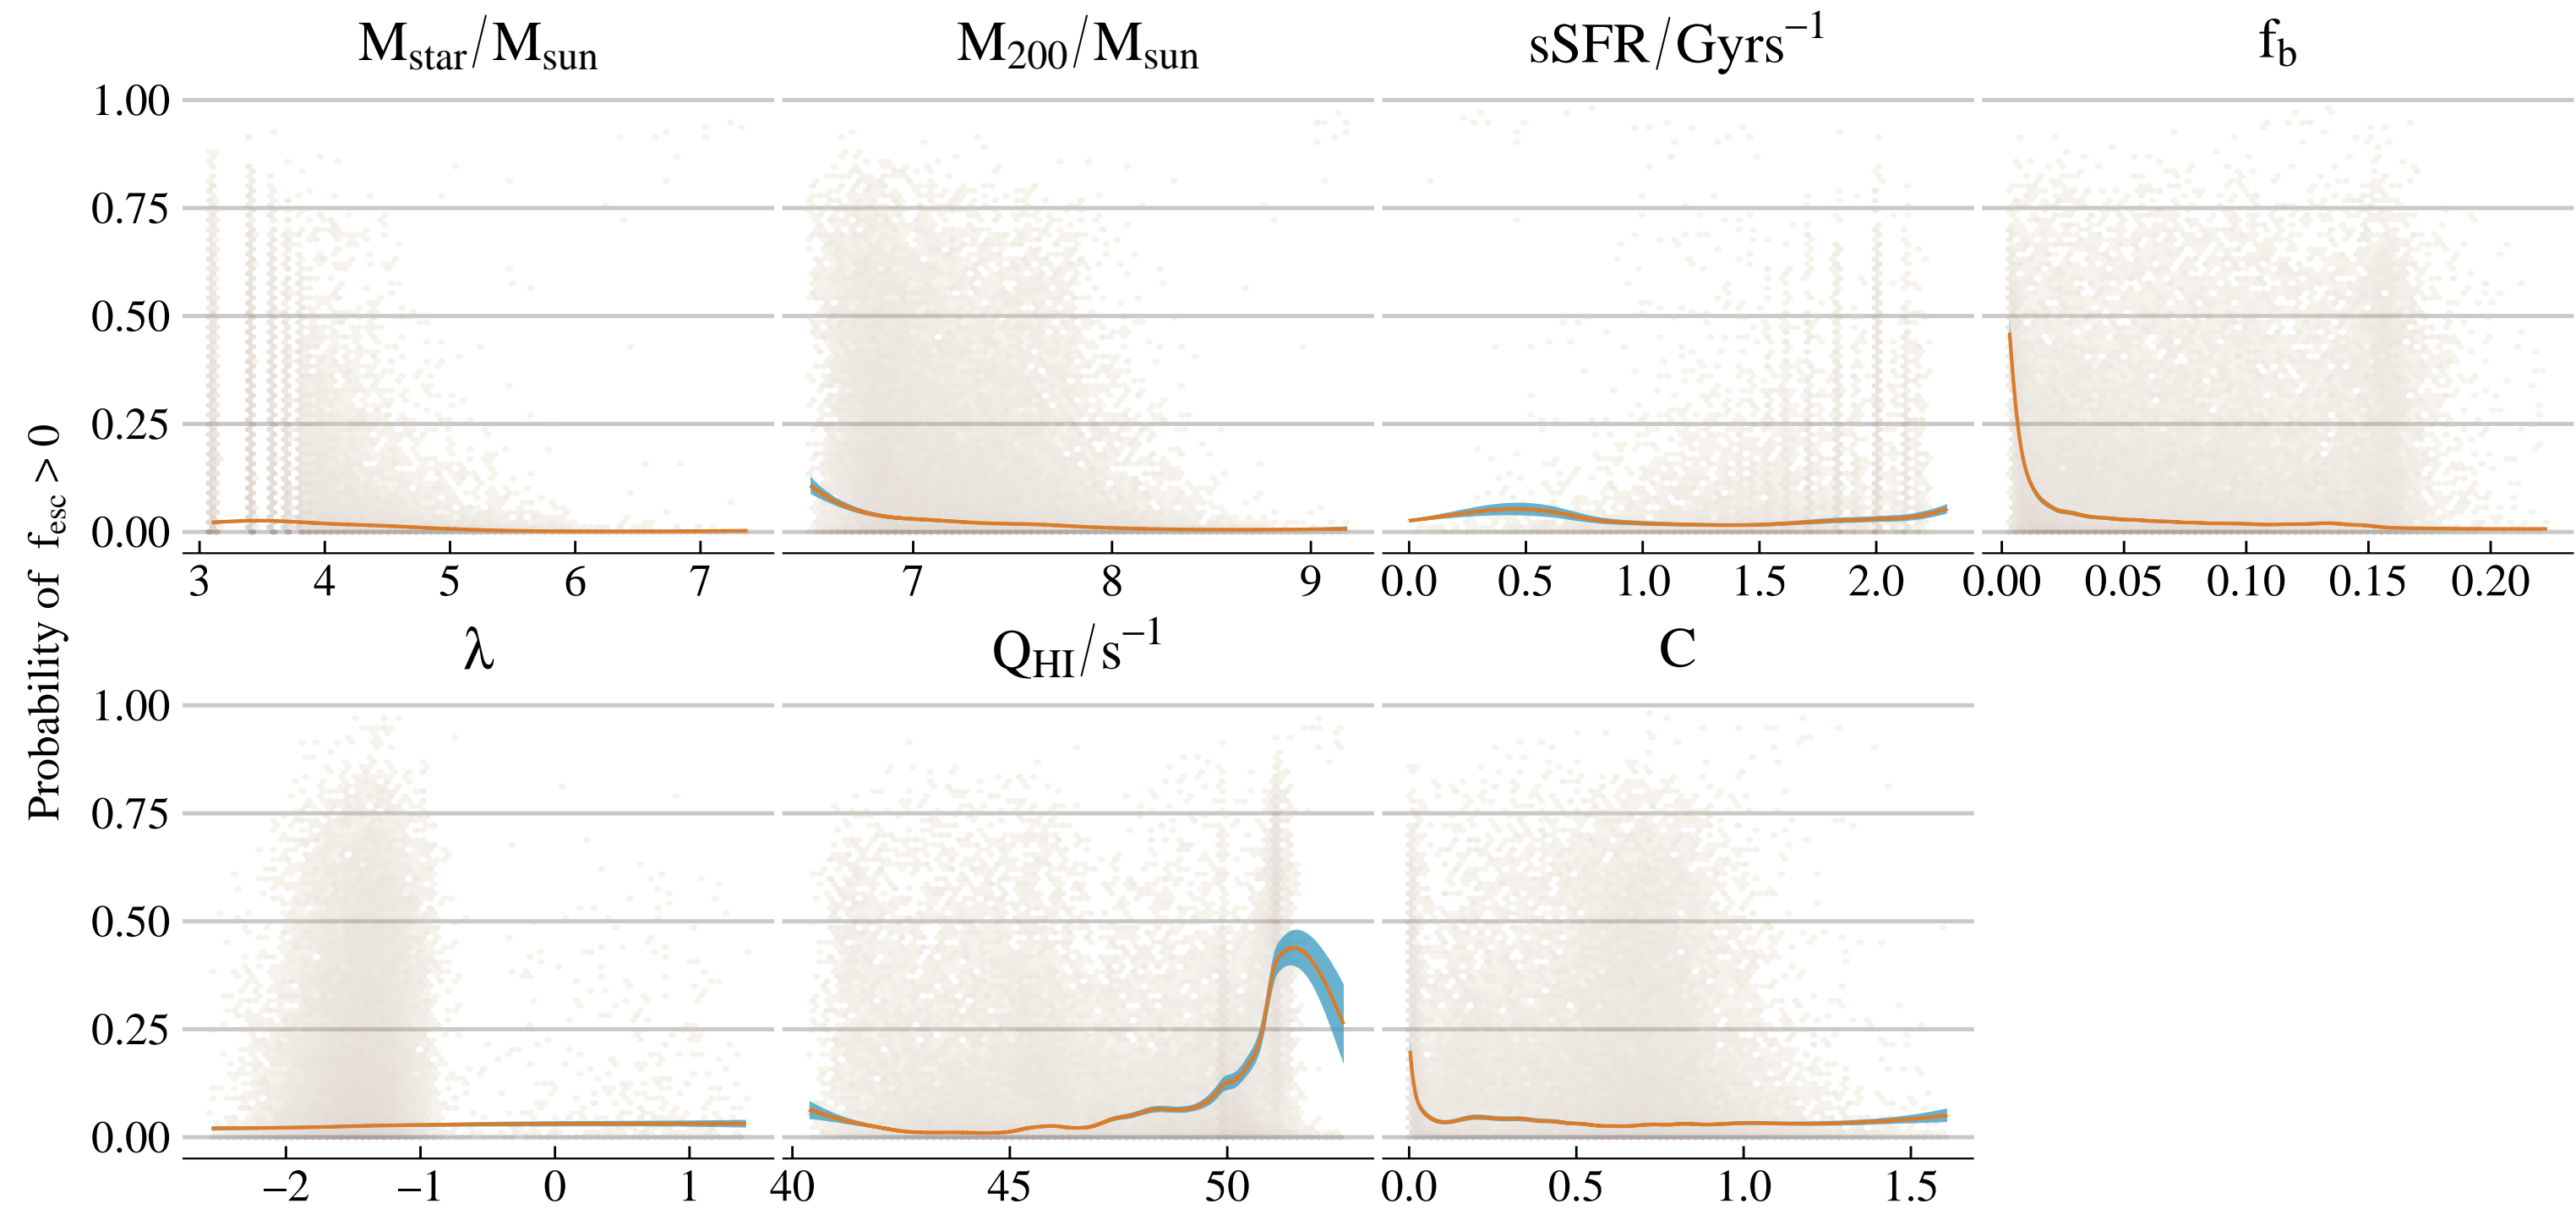 M_star/M_sun M_200/M_sun sSFR/Gyrs^−1 f_b
1.00
0.75
0.50
0.25
0.00
3 4 5 6 7 7 8 9 0.0 0.5 1.0 1.5 2.0 0.00 0.05 0.10 0.15 0.20
Probability of f_esc > 0
λ Q_HI/s^−1 C
1.00
0.75
0.50
0.25
0.00
−2 −1 0 1 40 45 50 0.0 0.5 1.0 1.5